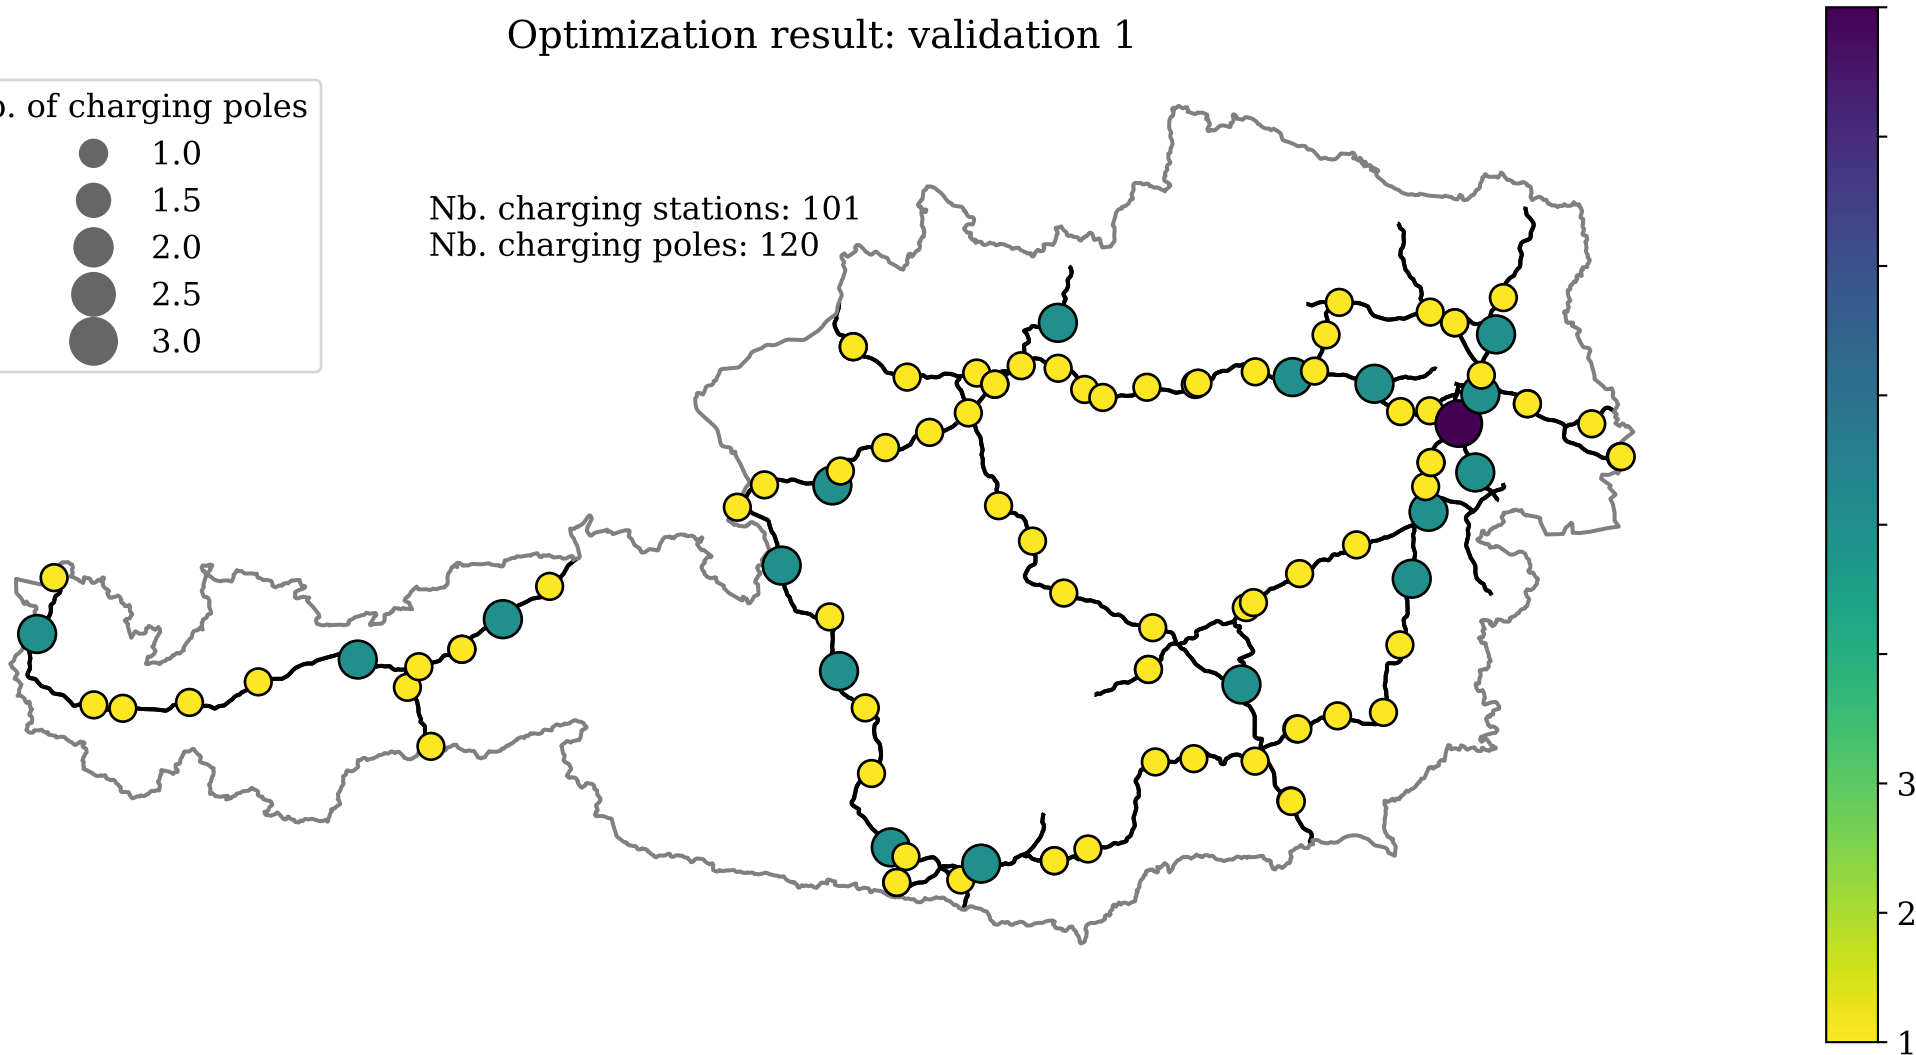 Optimization result: validation 1
b. of charging poles
1.0
1.5
2.0
2.5
3.0
Nb. charging stations: 101
Nb. charging poles: 120
3
2
1